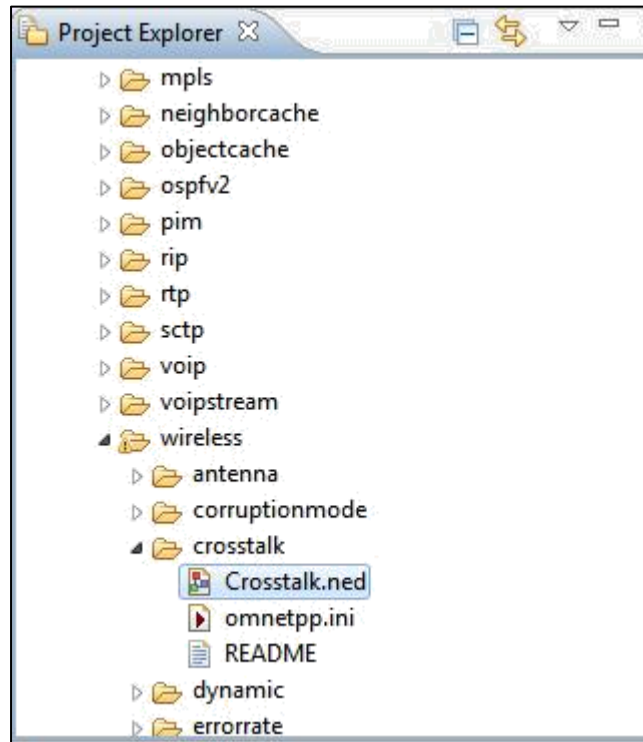 Project Explorer
mpls
neighborcache
objectcache
ospfv2
pim
rip
rtp
sctp
voip
voipstream
wireless
antenna
corruptionmode
crosstalk
Crosstalk.ned
omnetpp.ini
README
dynamic
errorrate